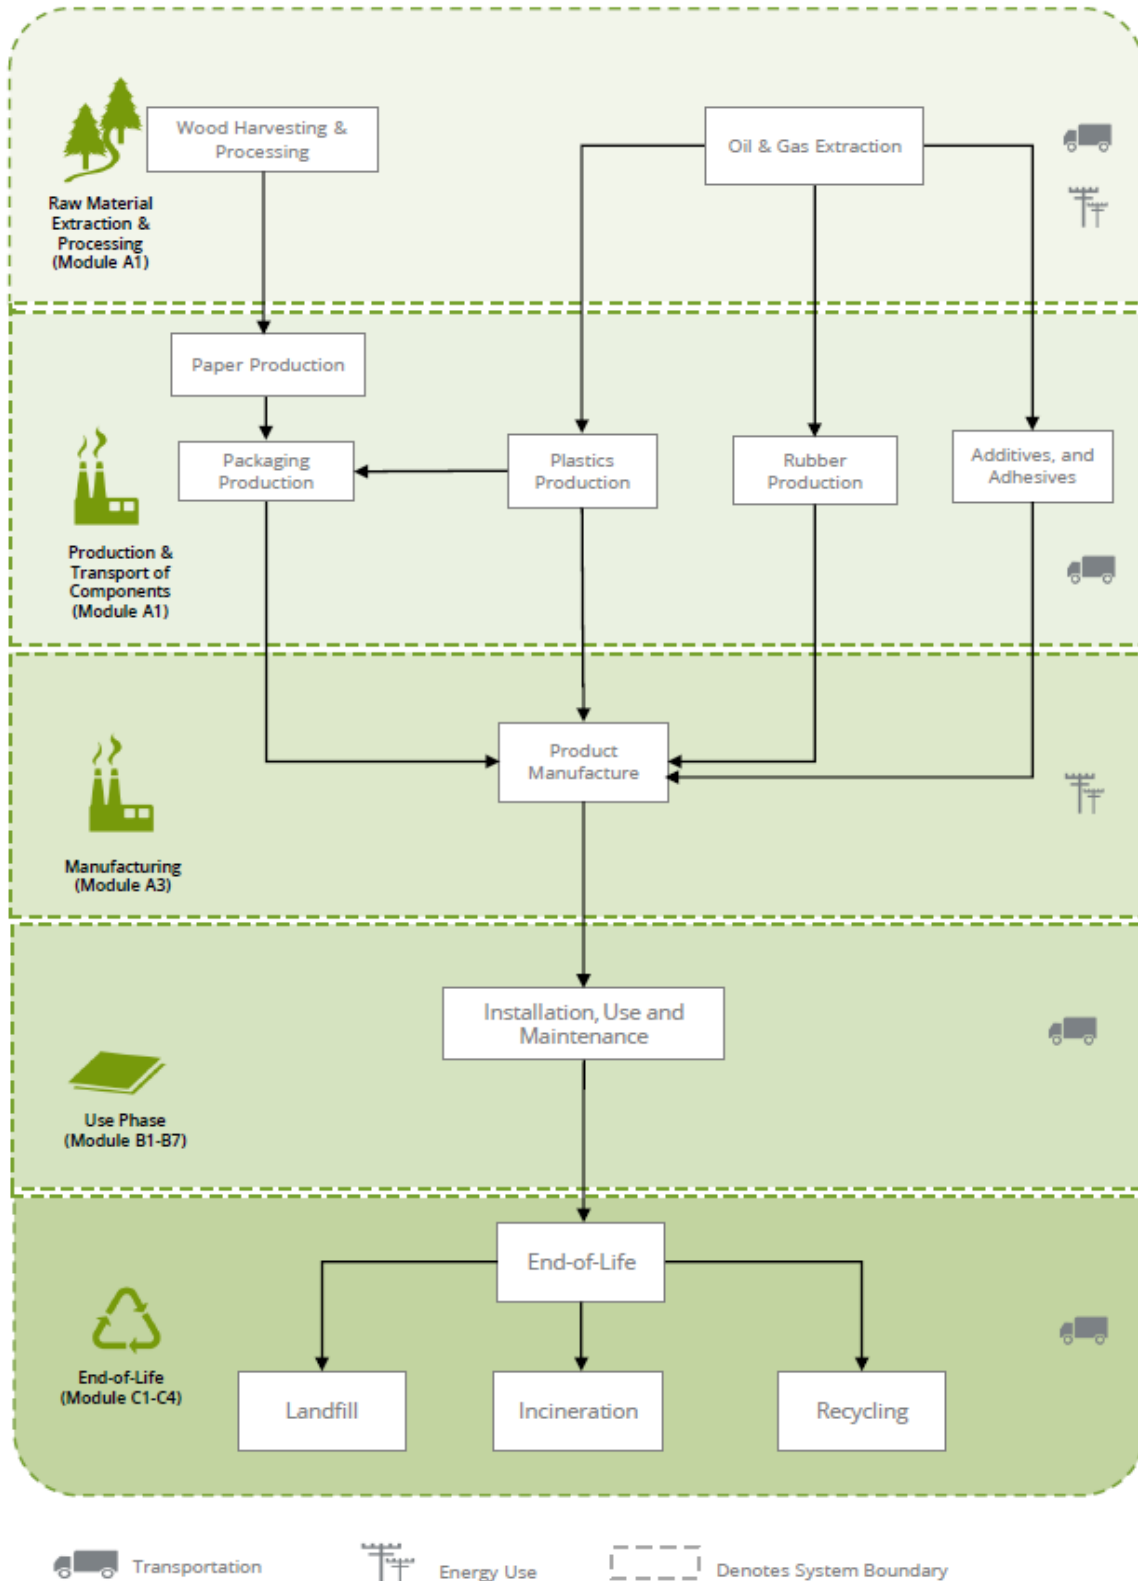 Wood Harvesting &
Processing
Oil & Gas Extraction
Raw Material
Extraction &
Processing
(Module A1)
Paper Production
Packaging
Production
Plastics
Production
Rubber
Production
Additives, and
Adhesives
Production &
Transport of
Components
(Module A1)
Product
Manufacture
Manufacturing
(Module A3)
Installation, Use and
Maintenance
Use Phase
(Module B1-B7)
End-of-Life
End-of-Life
(Module C1-C4)
Landfill
Incineration
Recycling
Transportation
Energy Use
Denotes System Boundary